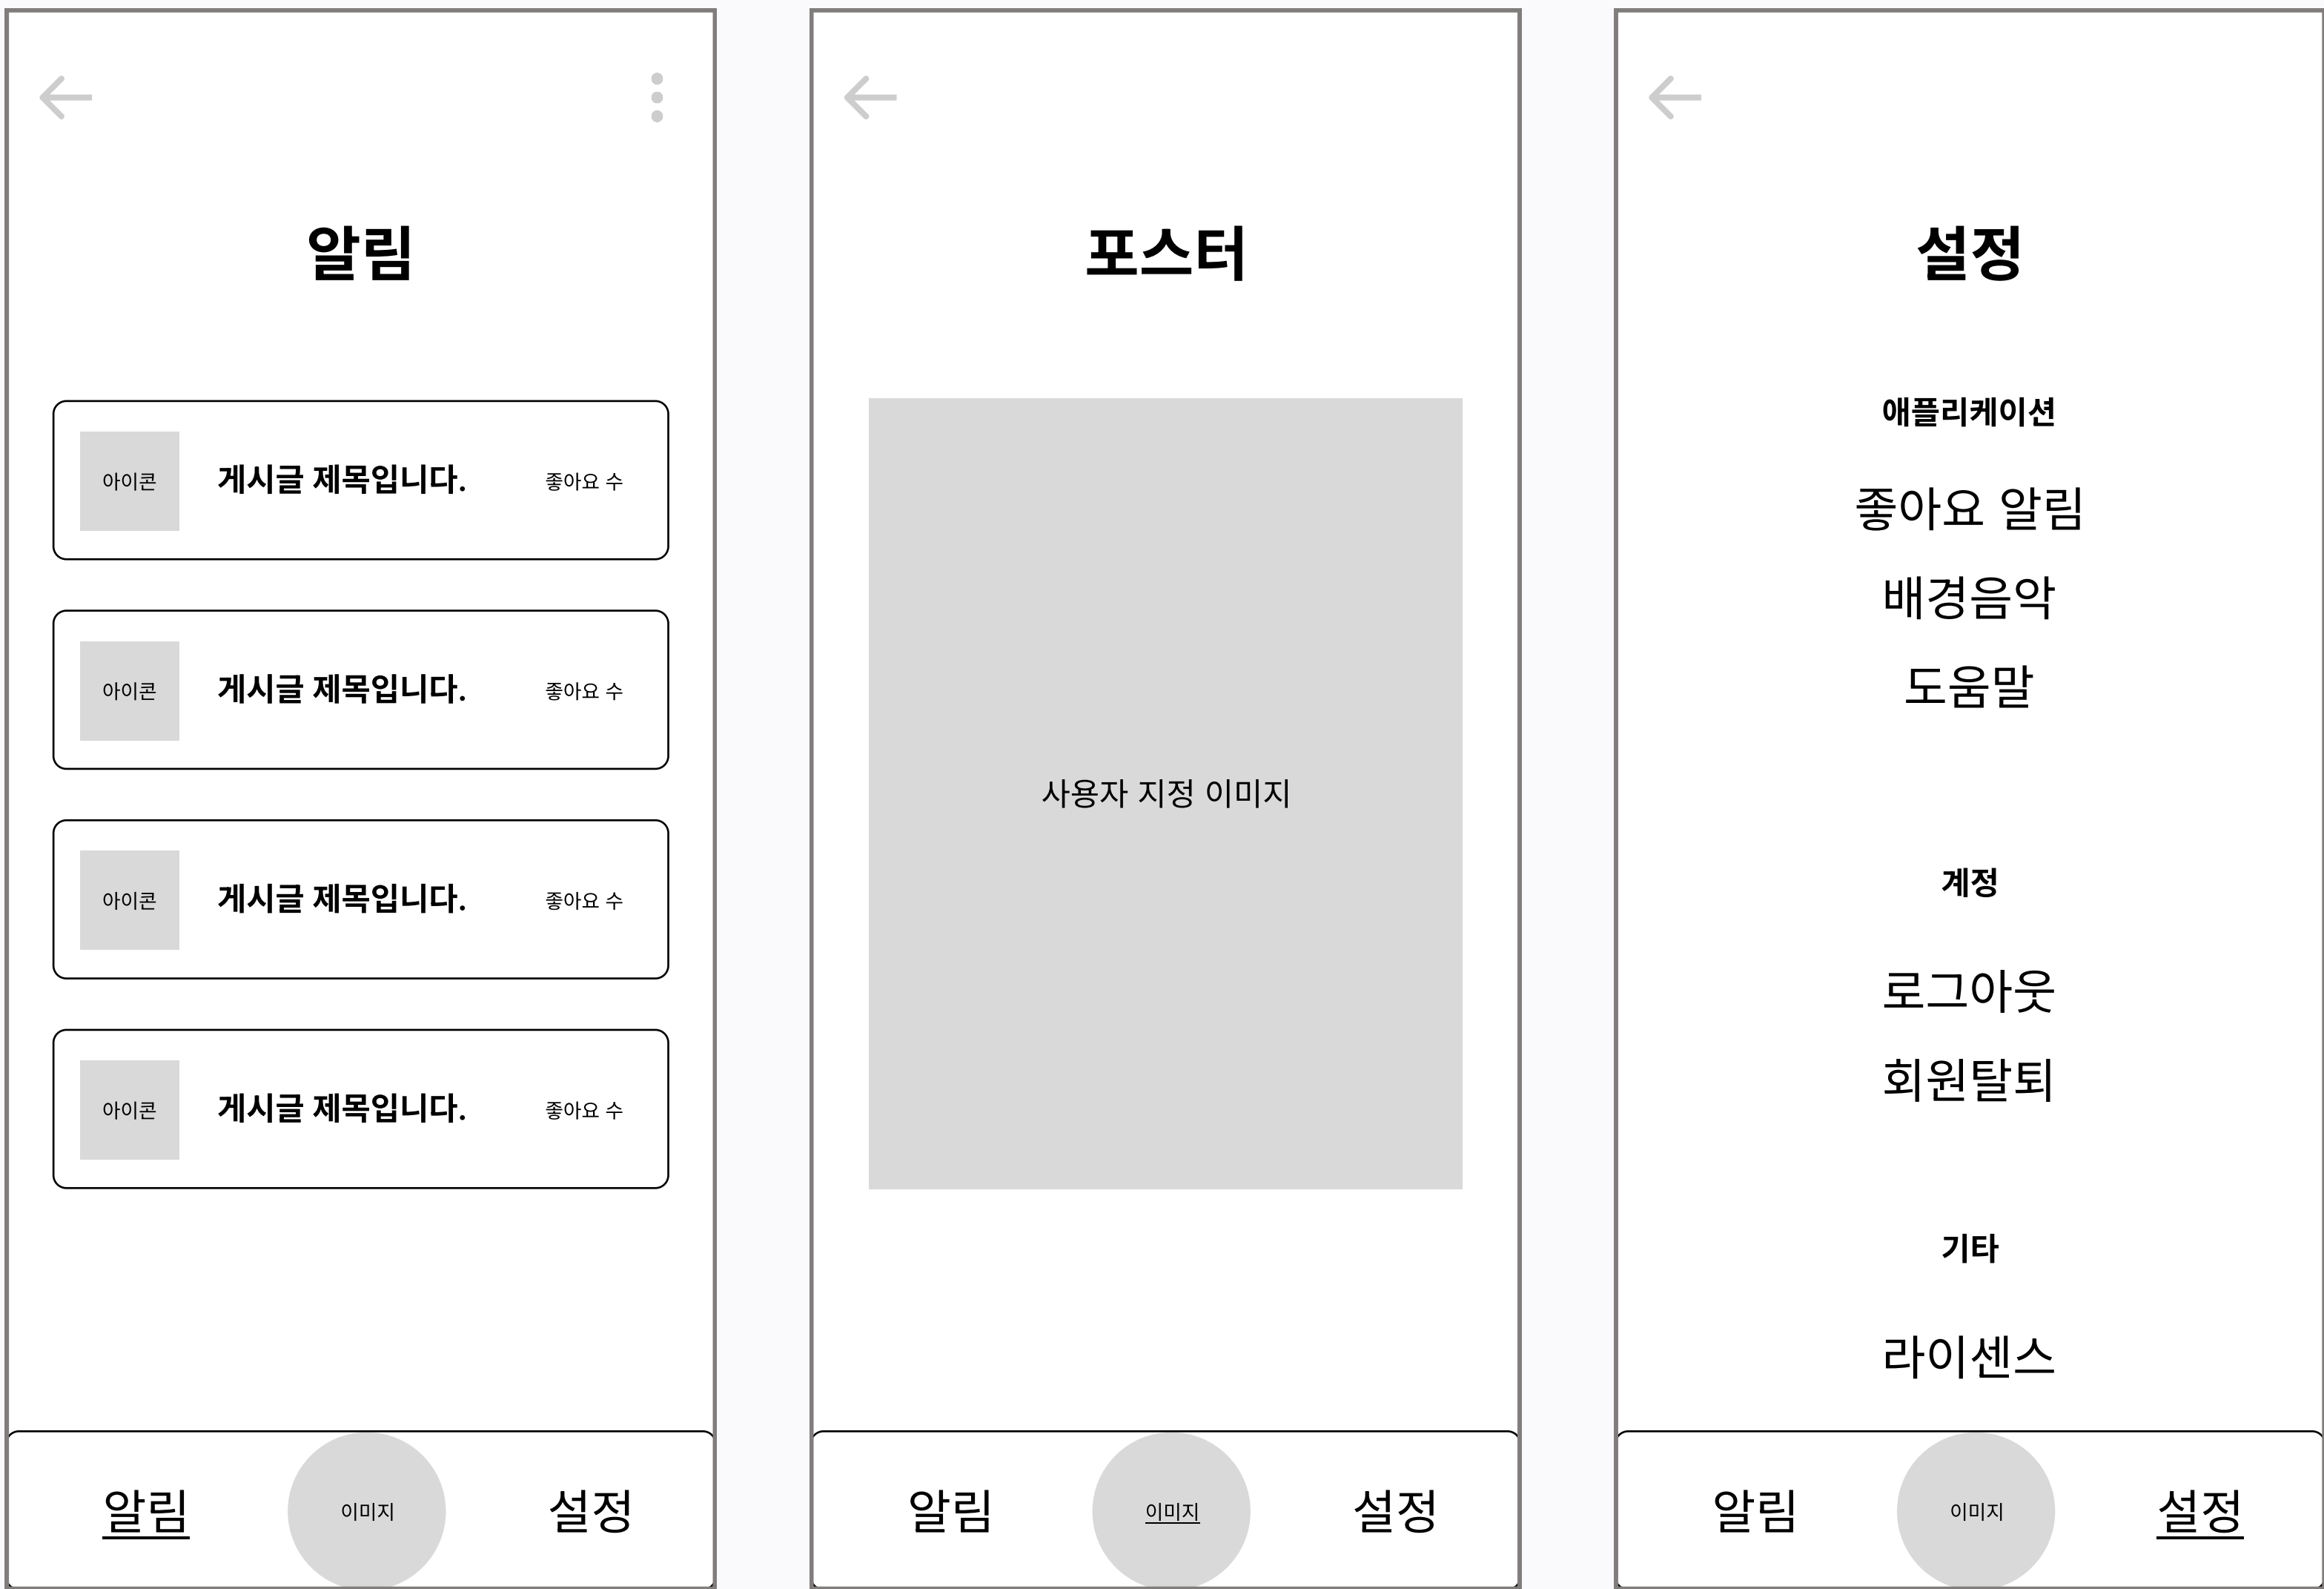 알림
아이콘 게시글 제목입니다. 좋아요 수
아이콘 게시글 제목입니다. 좋아요 수
아이콘 게시글 제목입니다. 좋아요 수
아이콘 게시글 제목입니다. 좋아요 수
알림 이미지 설정
포스터
사용자 지정 이미지
알림 이미지 설정
설정
애플리케이션
좋아요 알림
배경음악
도움말
계정
로그아웃
회원탈퇴
기타
라이센스
알림 이미지 설정